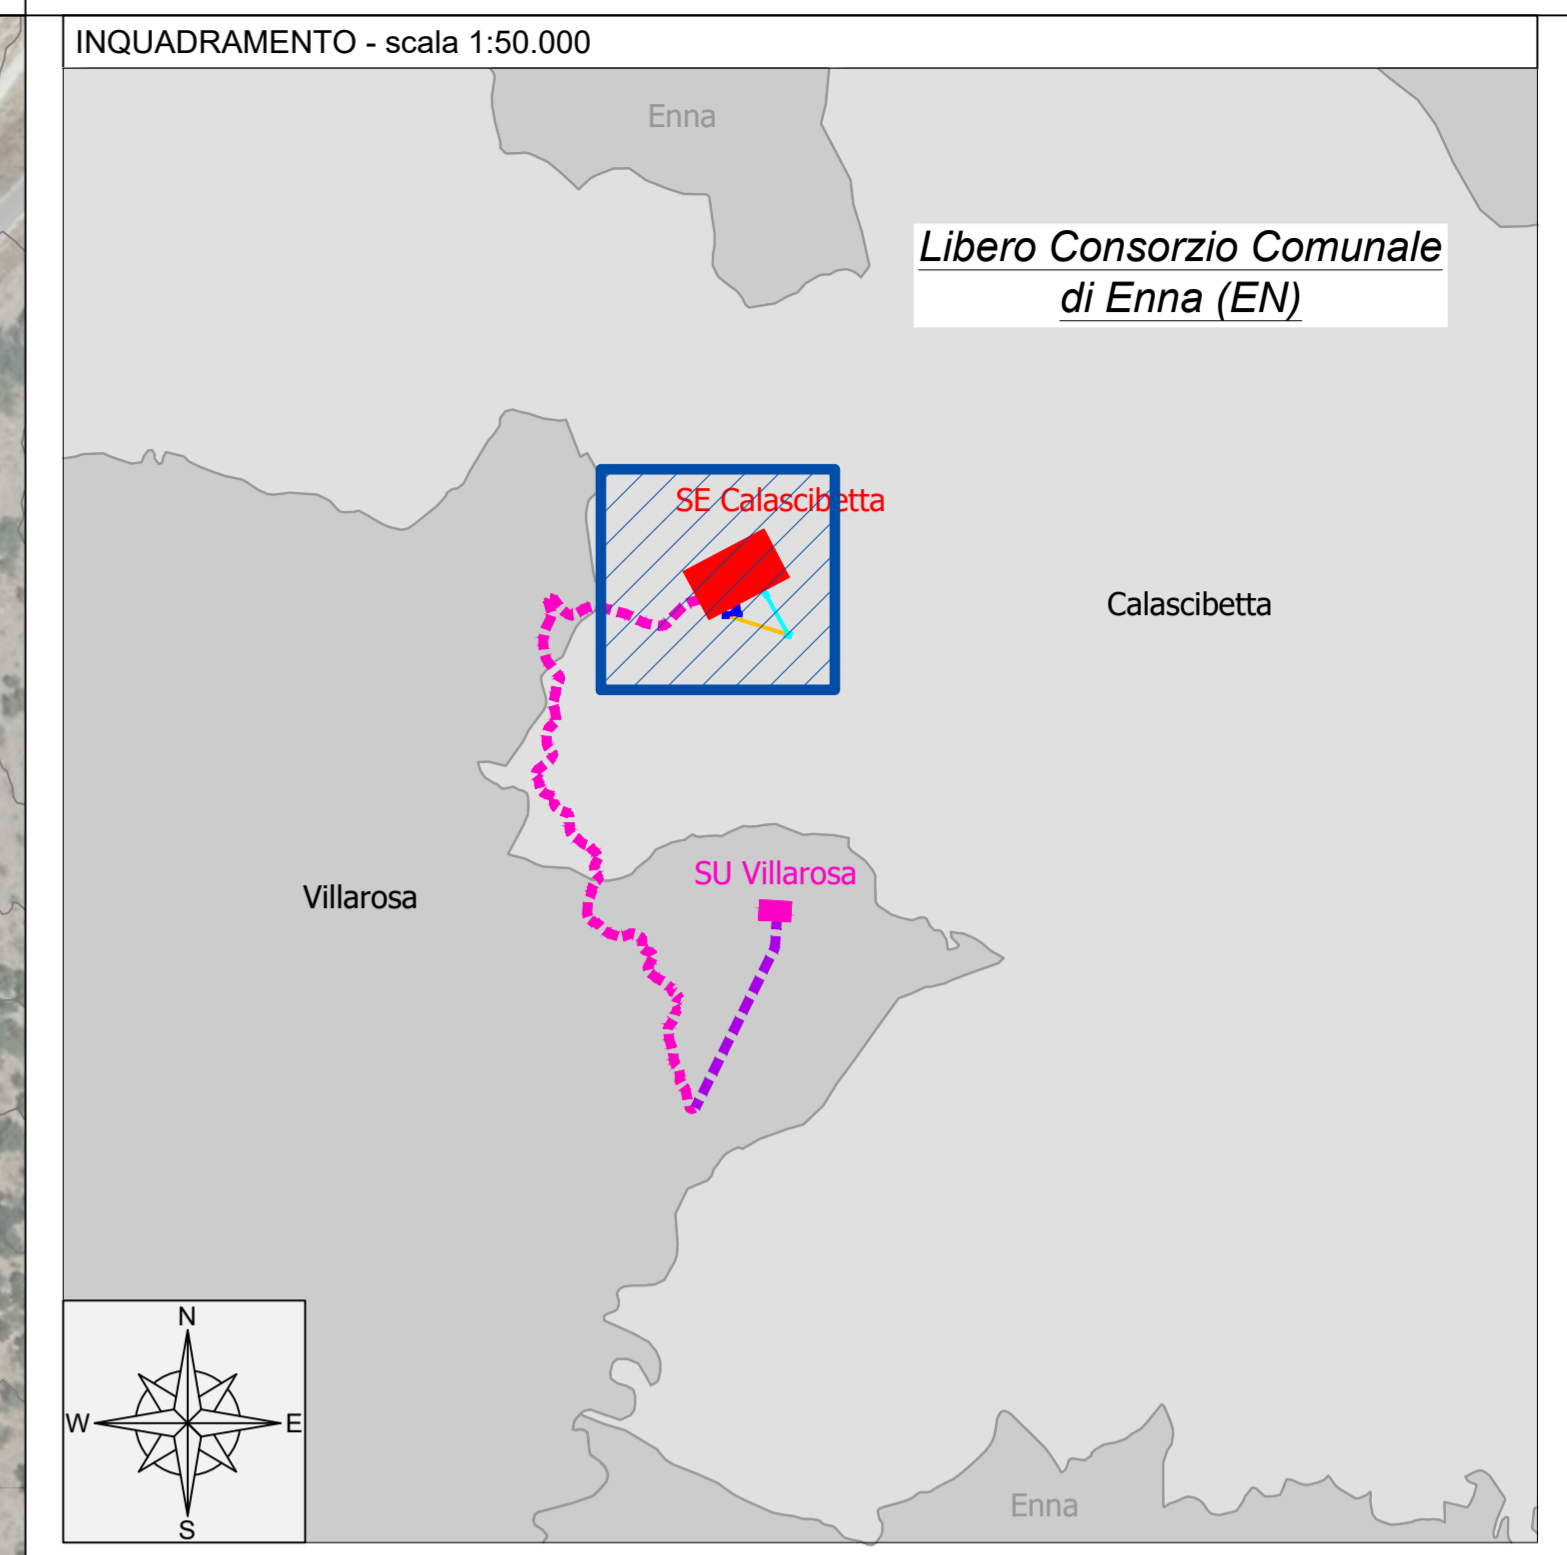 INQUADRAMENTO - scala 1:50.000
Enna
Libero Consorzio Comunale
di Enna (EN)
SE Calascibetta
Calascibetta
SU Villarosa
Villarosa
N
W
E
S
Enna